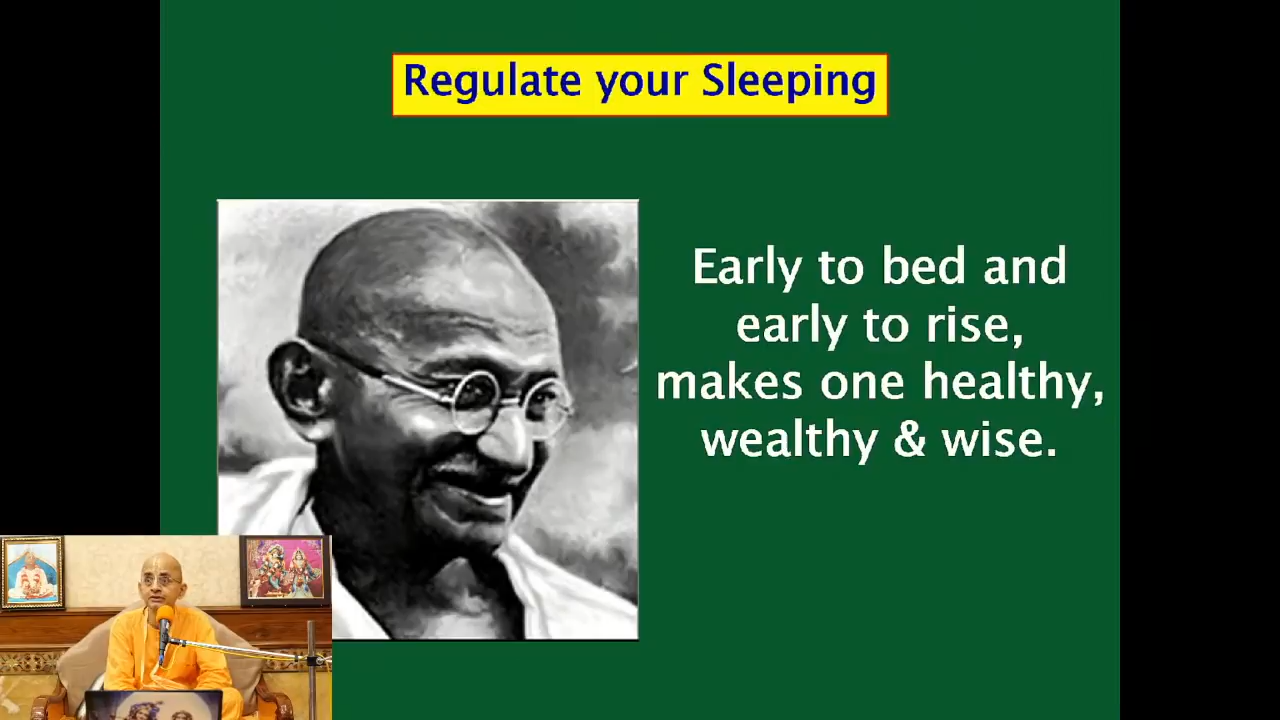 Regulate your Sleeping
Early to bed and
early to rise,
makes one healthy,
wealthy & wise.